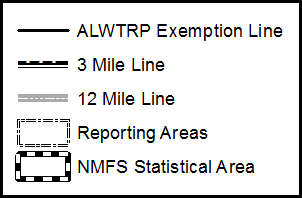 ALWTRP Exemption Line
3 Mile Line
12 Mile Line
Reporting Areas
NMFS Statistical Area